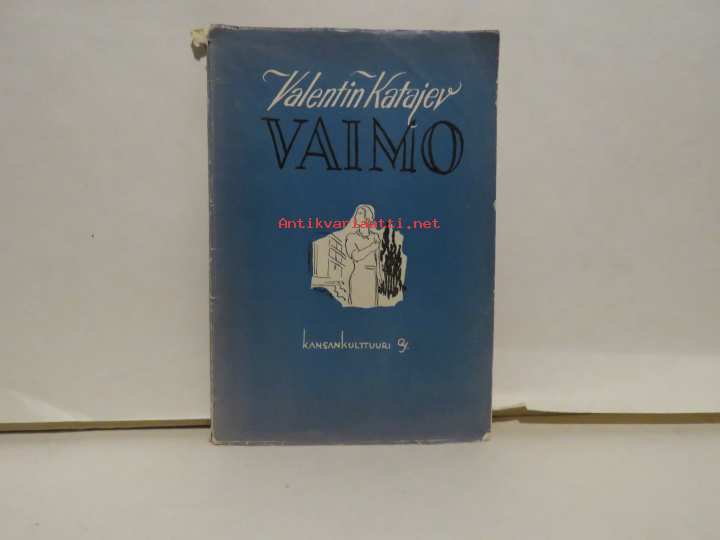 Valentin Katajev
VAIMO
Antikvariaatti.net
KANSANKULTTUURI Oy.